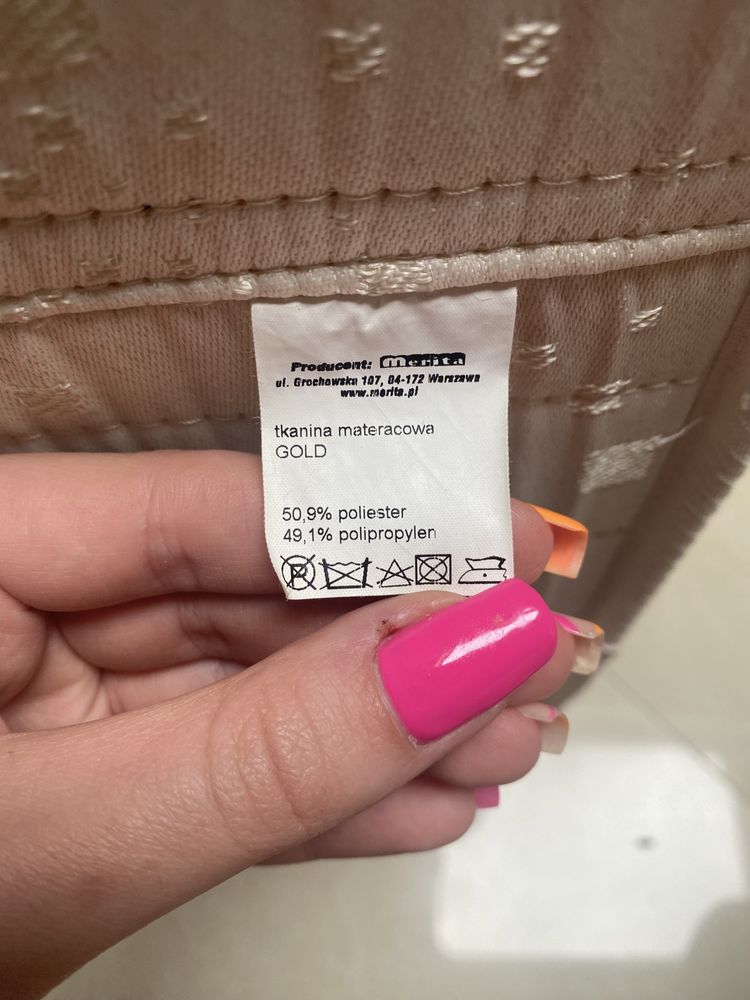 Producent: merita
ul. Grochowska 107, 04-172 Warszawa
www.merita.pl
tkanina materacowa
GOLD
50,9% poliester
49,1% polipropylen
P